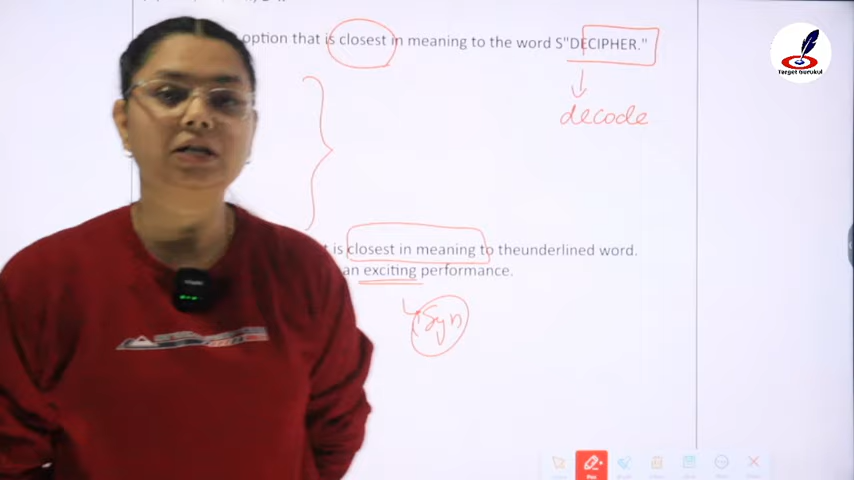 option that is closest in meaning to the word S"DECIPHER."
Target Gurukul
decode
is closest in meaning to theunderlined word.
an exciting performance.
Syn